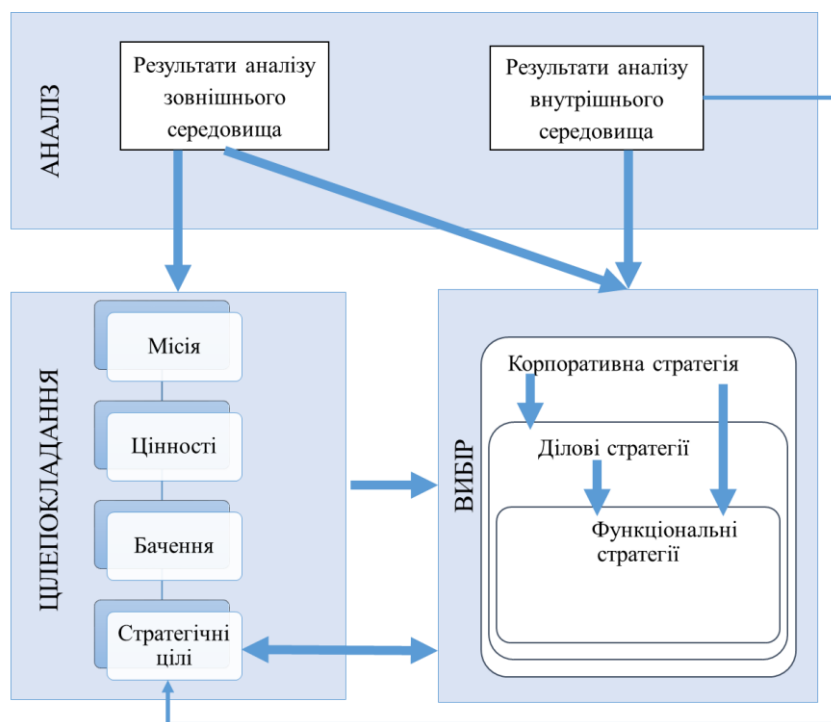 АНАЛІЗ
Результати аналізу
зовнішнього
середовища
Результати аналізу
внутрішнього
середовища
ЦІЛЕПОКЛАДАННЯ
Місія
Цінності
Бачення
Стратегічні
цілі
ВИБІР
Корпоративна стратегія
Ділові стратегії
Функціональні
стратегії